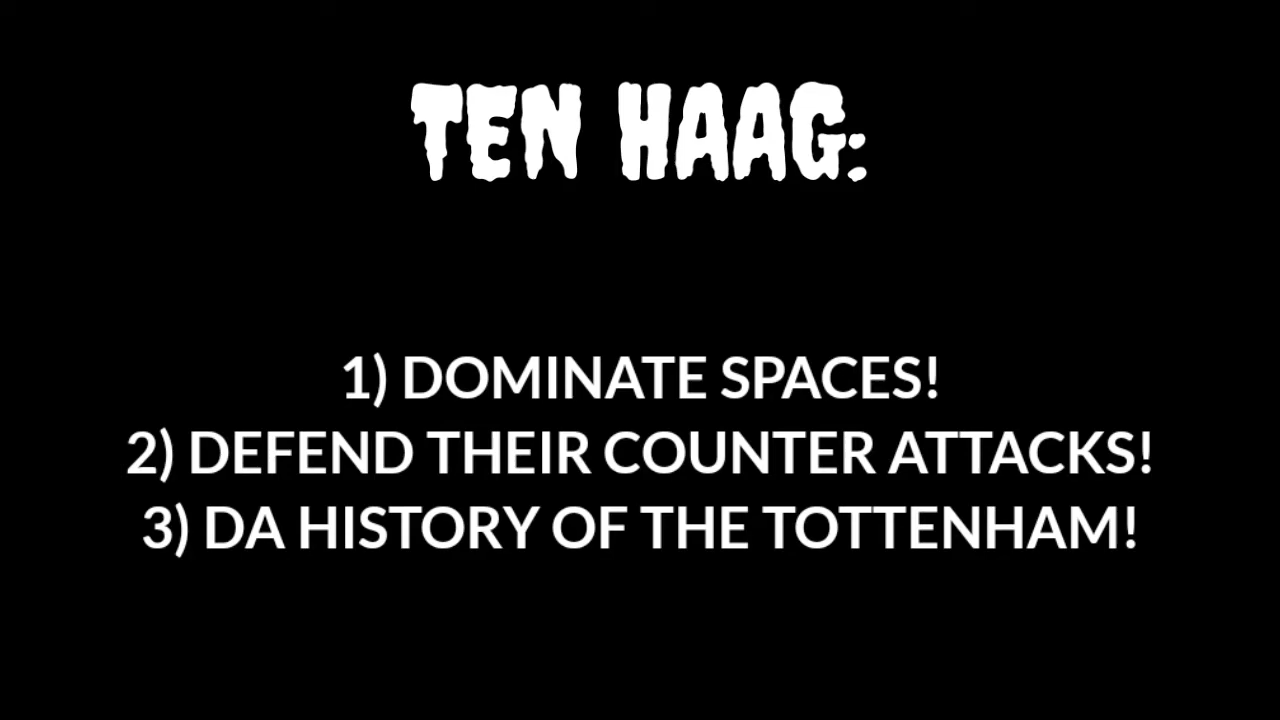 TEN HAAG:
1) DOMINATE SPACES!
2) DEFEND THEIR COUNTER ATTACKS!
3) DA HISTORY OF THE TOTTENHAM!